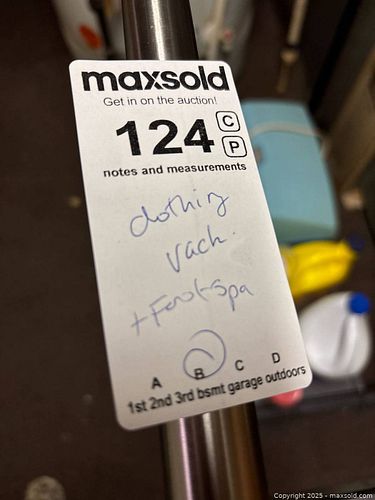 maxsold
Get in on the auction!
124 C
P
notes and measurements
clothing
rach.
+ Foot-spa
A B C D
1st 2nd 3rd bsmt garage outdoors
Copyright 2025 - maxsold.com